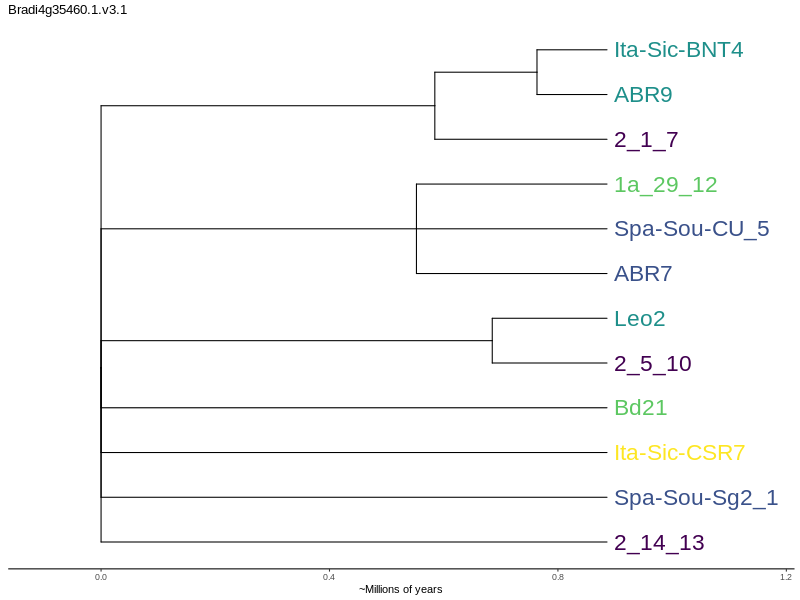 Bradi4g35460.1.v3.1
Ita-Sic-BNT4
ABR9
2_1_7
1a_29_12
Spa-Sou-CU_5
ABR7
Leo2
2_5_10
Bd21
Ita-Sic-CSR7
Spa-Sou-Sg2_1
2_14_13
0.0 0.4 0.8 1.2
~Millions of years